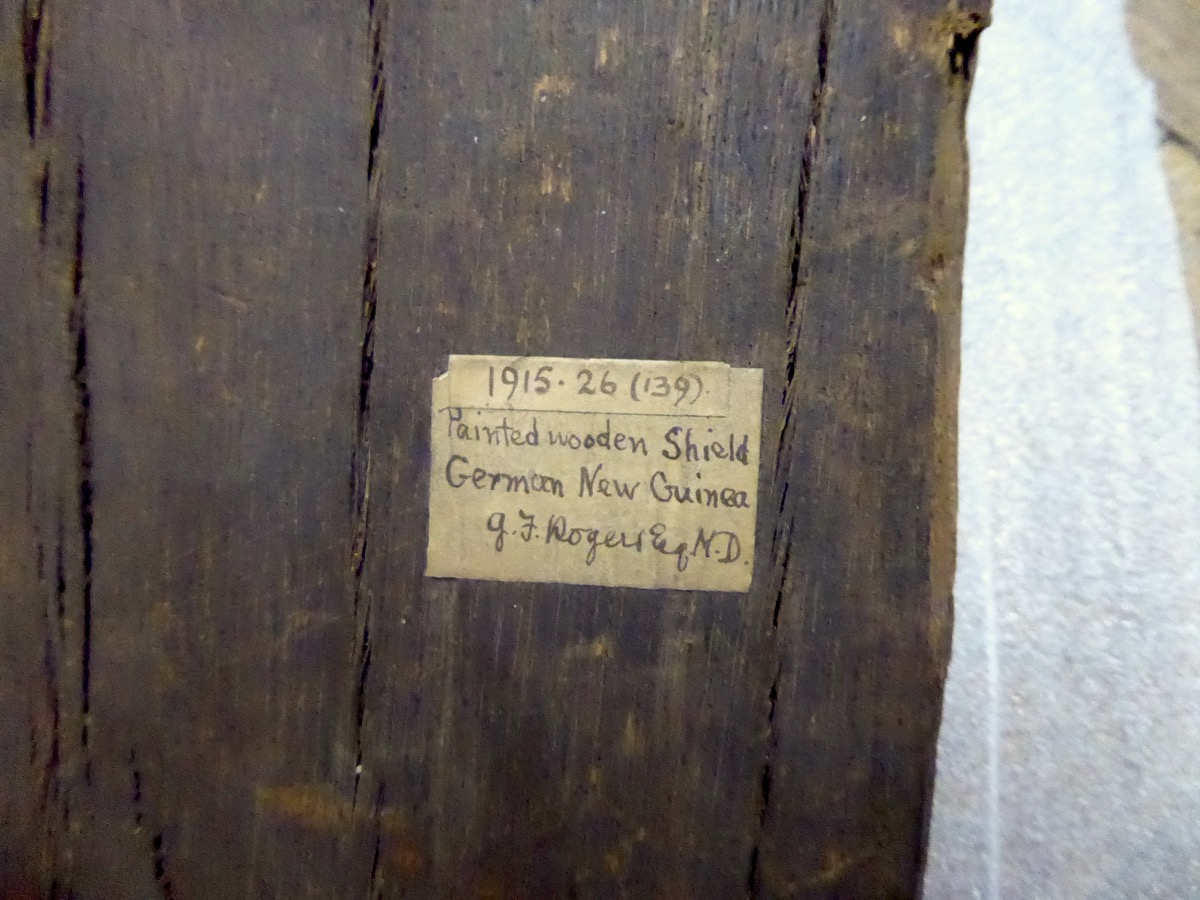 1915·26 (139).
Painted wooden Shield
German New Guinea
G. F. Rogers Esq M.D.